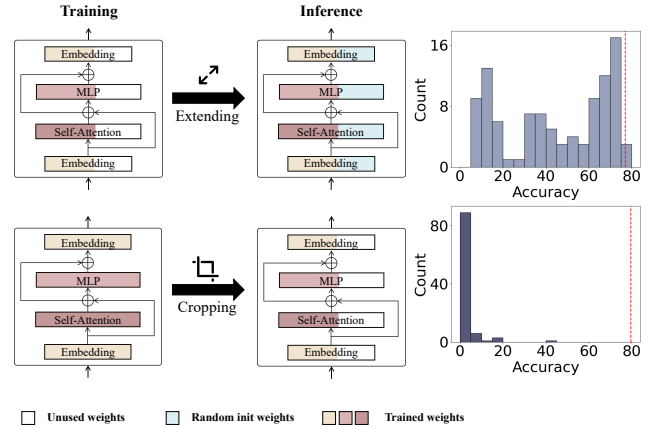 Training
Inference
Embedding
MLP
Self-Attention
Embedding
Extending
Embedding
MLP
Self-Attention
Embedding
Count
16
8
0
0 20 40 60 80
Accuracy
Embedding
MLP
Self-Attention
Embedding
Cropping
Embedding
MLP
Self-Attention
Embedding
Count
80
40
0
0 20 40 60 80
Accuracy
Unused weights
Random init weights
Trained weights